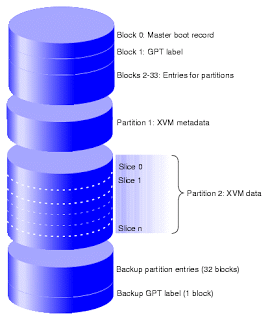 Block 0: Master boot record
Block 1: GPT label
Blocks 2-33: Entries for partitions
Partition 1: XVM metadata
Slice 0
Slice 1
Partition 2: XVM data
Slice n
Backup partition entries (32 blocks)
Backup GPT label (1 block)